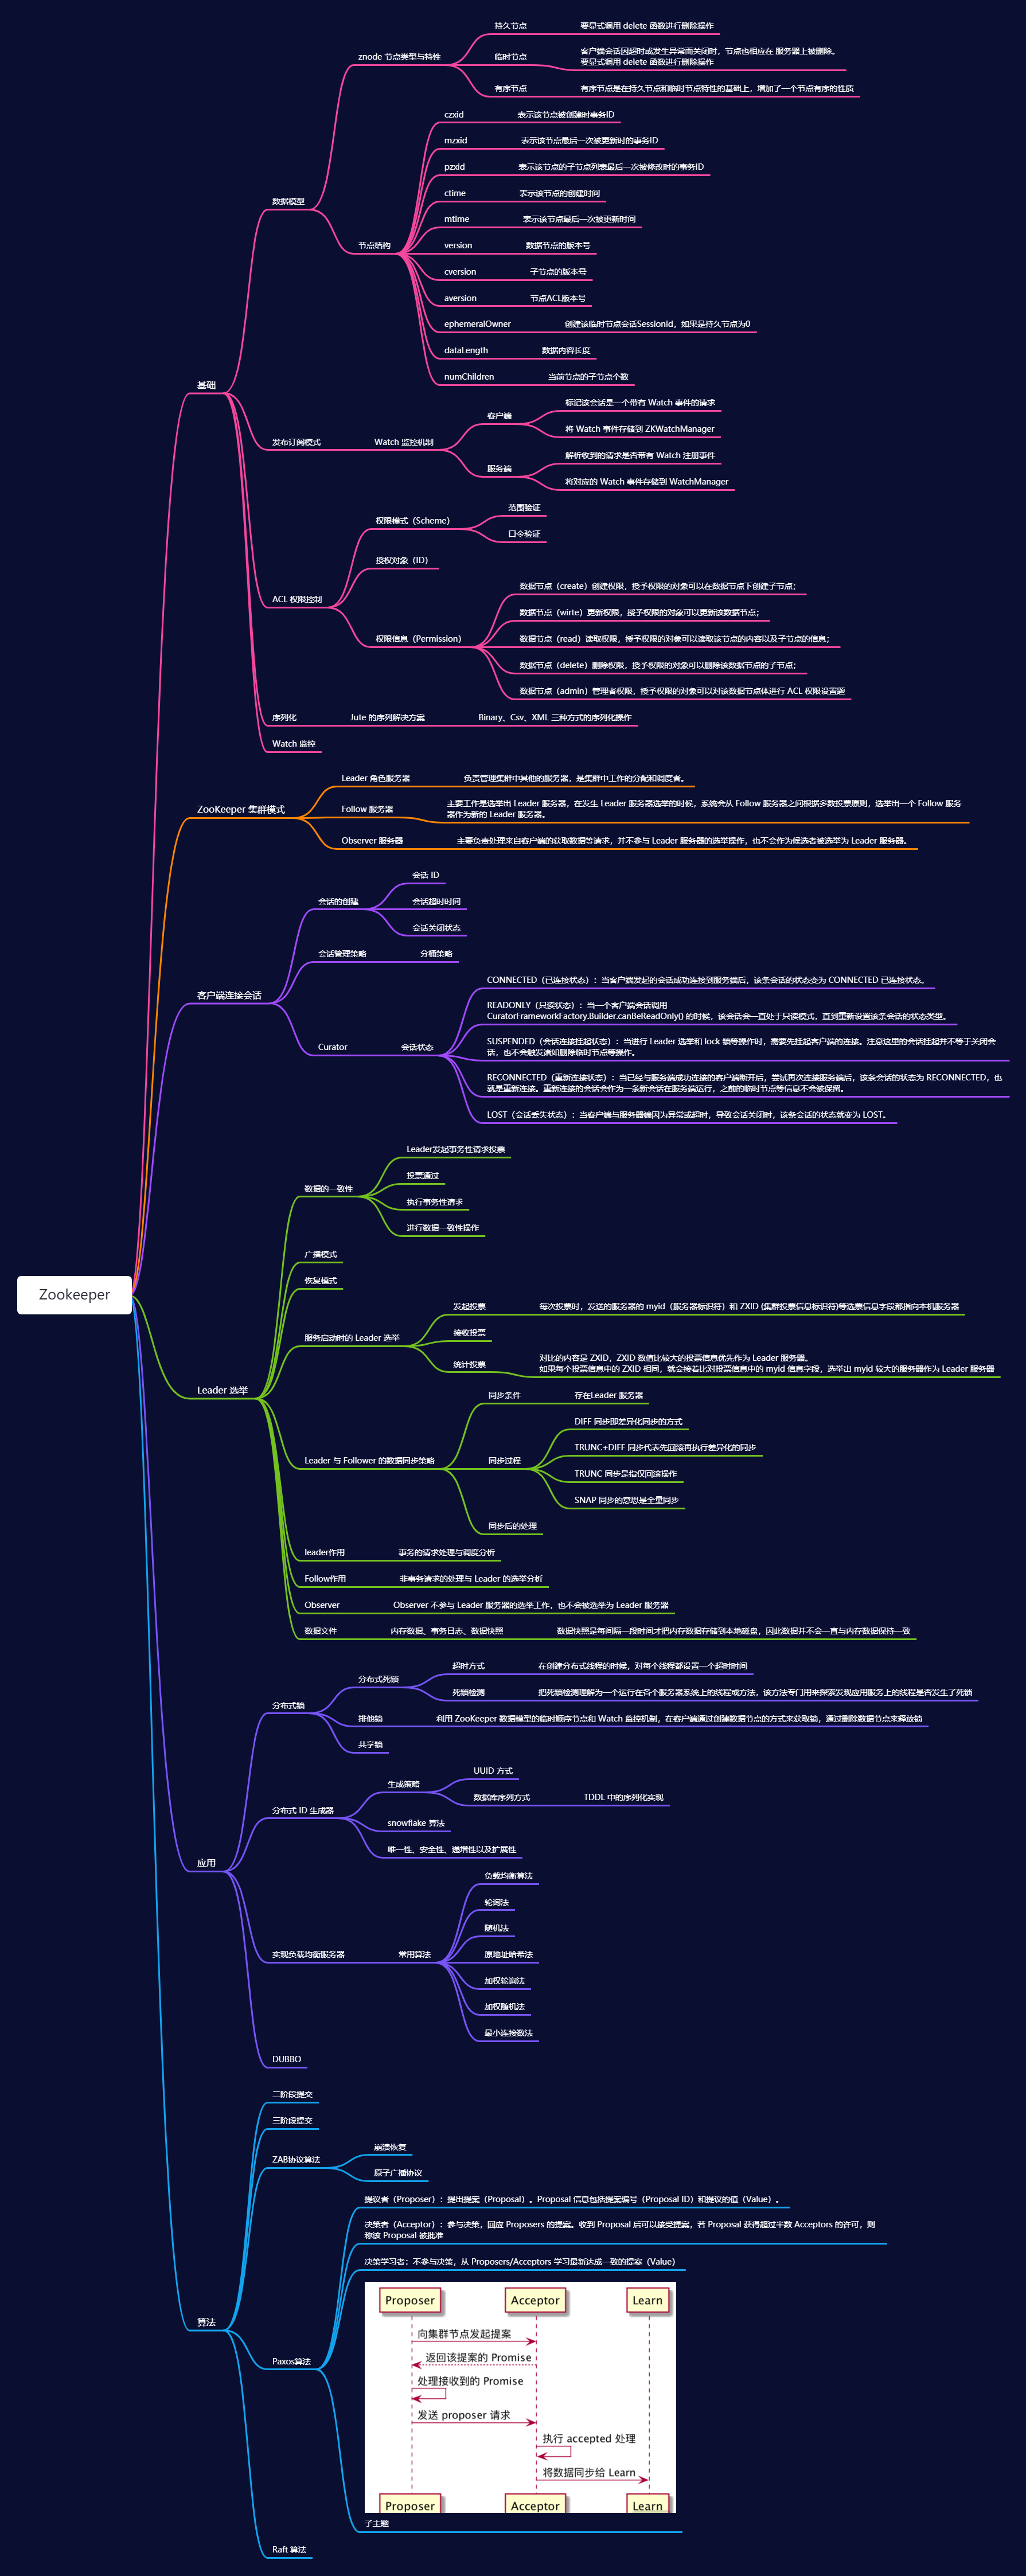 Zookeeper
基础
数据模型
znode 节点类型与特性
持久节点
要显式调用 delete 函数进行删除操作
临时节点
客户端会话因超时或发生异常而关闭时，节点也相应在 服务器上被删除。
要显式调用 delete 函数进行删除操作
有序节点
有序节点是在持久节点和临时节点特性的基础上，增加了一个节点有序的性质
节点结构
czxid
表示该节点被创建时事务ID
mzxid
表示该节点最后一次被更新时的事务ID
pzxid
表示该节点的子节点列表最后一次被修改时的事务ID
ctime
表示该节点的创建时间
mtime
表示该节点最后一次被更新时间
version
数据节点的版本号
cversion
子节点的版本号
aversion
节点ACL版本号
ephemeralOwner
创建该临时节点会话SessionId，如果是持久节点为0
dataLength
数据内容长度
numChildren
当前节点的子节点个数
发布订阅模式
Watch 监控机制
客户端
标记该会话是一个带有 Watch 事件的请求
将 Watch 事件存储到 ZKWatchManager
服务端
解析收到的请求是否带有 Watch 注册事件
将对应的 Watch 事件存储到 WatchManager
ACL 权限控制
权限模式（Scheme）
范围验证
口令验证
授权对象（ID）
权限信息（Permission）
数据节点（create）创建权限，授予权限的对象可以在数据节点下创建子节点；
数据节点（wirte）更新权限，授予权限的对象可以更新该数据节点；
数据节点（read）读取权限，授予权限的对象可以读取该节点的内容以及子节点的信息；
数据节点（delete）删除权限，授予权限的对象可以删除该数据节点的子节点；
数据节点（admin）管理者权限，授予权限的对象可以对该数据节点体进行 ACL 权限设置题
序列化
Jute 的序列解决方案
Binary、Csv、XML 三种方式的序列化操作
Watch 监控
ZooKeeper 集群模式
Leader 角色服务器
负责管理集群中其他的服务器，是集群中工作的分配和调度者。
Follow 服务器
主要工作是选举出 Leader 服务器，在发生 Leader 服务器选举的时候，系统会从 Follow 服务器之间根据多数投票原则，选举出一个 Follow 服务
器作为新的 Leader 服务器。
Observer 服务器
主要负责处理来自客户端的获取数据等请求，并不参与 Leader 服务器的选举操作，也不会作为候选者被选举为 Leader 服务器。
客户端连接会话
会话的创建
会话 ID
会话超时时间
会话关闭状态
会话管理策略
分桶策略
Curator
会话状态
CONNECTED（已连接状态）：当客户端发起的会话成功连接到服务端后，该条会话的状态变为 CONNECTED 已连接状态。
READONLY（只读状态）：当一个客户端会话调用
CuratorFrameworkFactory.Builder.canBeReadOnly() 的时候，该会话会一直处于只读模式，直到重新设置该条会话的状态类型。
SUSPENDED（会话连接挂起状态）：当进行 Leader 选举和 lock 锁等操作时，需要先挂起客户端的连接。注意这里的会话挂起并不等于关闭会
话，也不会触发诸如删除临时节点等操作。
RECONNECTED（重新连接状态）：当已经与服务端成功连接的客户端断开后，尝试再次连接服务端后，该条会话的状态为 RECONNECTED，也
就是重新连接。重新连接的会话会作为一条新会话在服务端运行，之前的临时节点等信息不会被保留。
LOST（会话丢失状态）：当客户端与服务器端因为异常或超时，导致会话关闭时，该条会话的状态就变为 LOST。
Leader 选举
数据的一致性
Leader发起事务性请求投票
投票通过
执行事务性请求
进行数据一致性操作
广播模式
恢复模式
服务启动时的 Leader 选举
发起投票
每次投票时，发送的服务器的 myid（服务器标识符）和 ZXID (集群投票信息标识符)等选票信息字段都指向本机服务器
接收投票
统计投票
对比的内容是 ZXID，ZXID 数值比较大的投票信息优先作为 Leader 服务器。
如果每个投票信息中的 ZXID 相同，就会接着比对投票信息中的 myid 信息字段，选举出 myid 较大的服务器作为 Leader 服务器
Leader 与 Follower 的数据同步策略
同步条件
存在Leader 服务器
同步过程
DIFF 同步即差异化同步的方式
TRUNC+DIFF 同步代表先回滚再执行差异化的同步
TRUNC 同步是指仅回滚操作
SNAP 同步的意思是全量同步
同步后的处理
leader作用
事务的请求处理与调度分析
Follow作用
非事务请求的处理与 Leader 的选举分析
Observer
Observer 不参与 Leader 服务器的选举工作，也不会被选举为 Leader 服务器
数据文件
内存数据、事务日志、数据快照
数据快照是每间隔一段时间才把内存数据存储到本地磁盘，因此数据并不会一直与内存数据保持一致
应用
分布式锁
分布式死锁
超时方式
在创建分布式线程的时候，对每个线程都设置一个超时时间
死锁检测
把死锁检测理解为一个运行在各个服务器系统上的线程或方法，该方法专门用来探索发现应用服务上的线程是否发生了死锁
排他锁
利用 ZooKeeper 数据模型的临时顺序节点和 Watch 监控机制，在客户端通过创建数据节点的方式来获取锁，通过删除数据节点来释放锁
共享锁
分布式 ID 生成器
生成策略
UUID 方式
数据库序列方式
TDDL 中的序列化实现
snowflake 算法
唯一性、安全性、递增性以及扩展性
实现负载均衡服务器
常用算法
负载均衡算法
轮询法
随机法
原地址哈希法
加权轮询法
加权随机法
最小连接数法
DUBBO
算法
二阶段提交
三阶段提交
ZAB协议算法
崩溃恢复
原子广播协议
Paxos算法
提议者（Proposer）：提出提案（Proposal）。Proposal 信息包括提案编号（Proposal ID）和提议的值（Value）。
决策者（Acceptor）：参与决策，回应 Proposers 的提案。收到 Proposal 后可以接受提案，若 Proposal 获得超过半数 Acceptors 的许可，则
称该 Proposal 被批准
决策学习者：不参与决策，从 Proposers/Acceptors 学习最新达成一致的提案（Value）
Proposer
Acceptor
Learn
向集群节点发起提案
返回该提案的 Promise
处理接收到的 Promise
发送 proposer 请求
执行 accepted 处理
将数据同步给 Learn
Proposer
Acceptor
Learn
子主题
Raft 算法